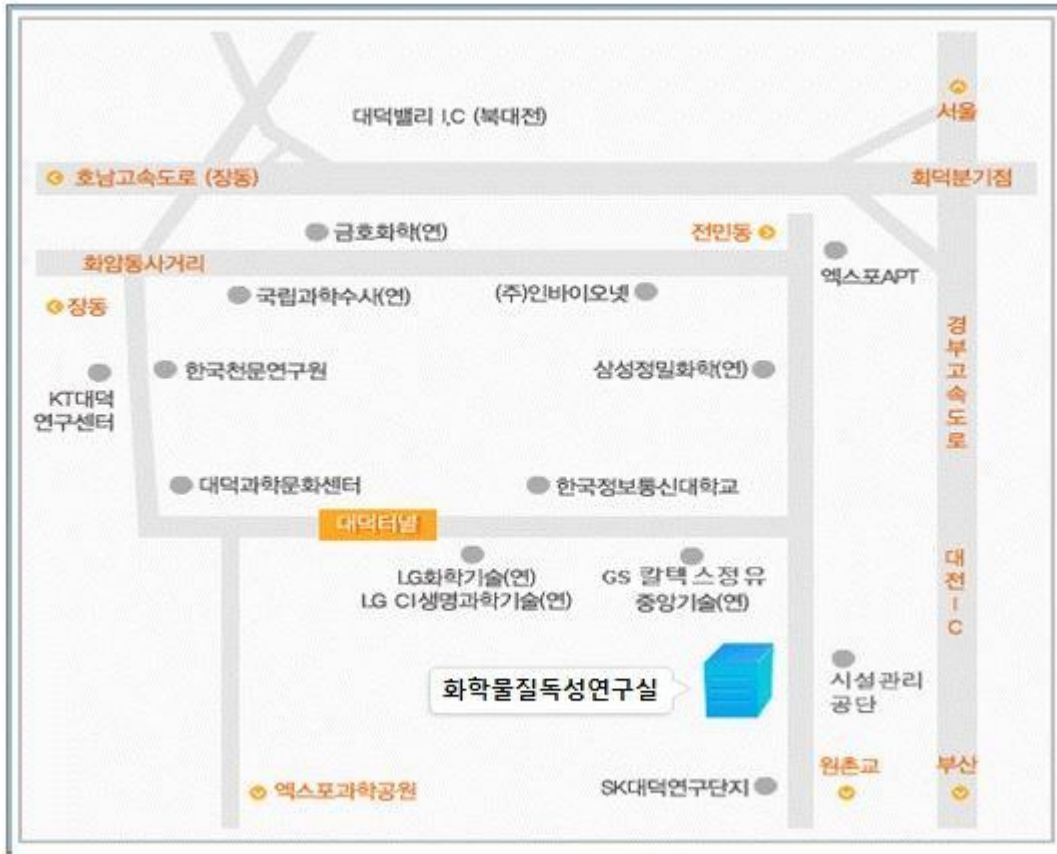 서울
대덕밸리 I,C (북대전)
호남고속도로 (장동)
회덕분기점
금호화학(연)
전민동
화암동사거리
엑스포APT
장동
국립과학수사(연)
(주)인바이오넷
경부고속도로
KT대덕
연구센터
한국천문연구원
삼성정밀화학(연)
대덕과학문화센터
한국정보통신대학교
대덕터널
대전IC
LG화학기술(연)
LG CI생명과학기술(연)
GS 칼텍스정유
중앙기술(연)
화학물질독성연구실
시설관리
공단
원촌교
부산
엑스포과학공원
SK대덕연구단지